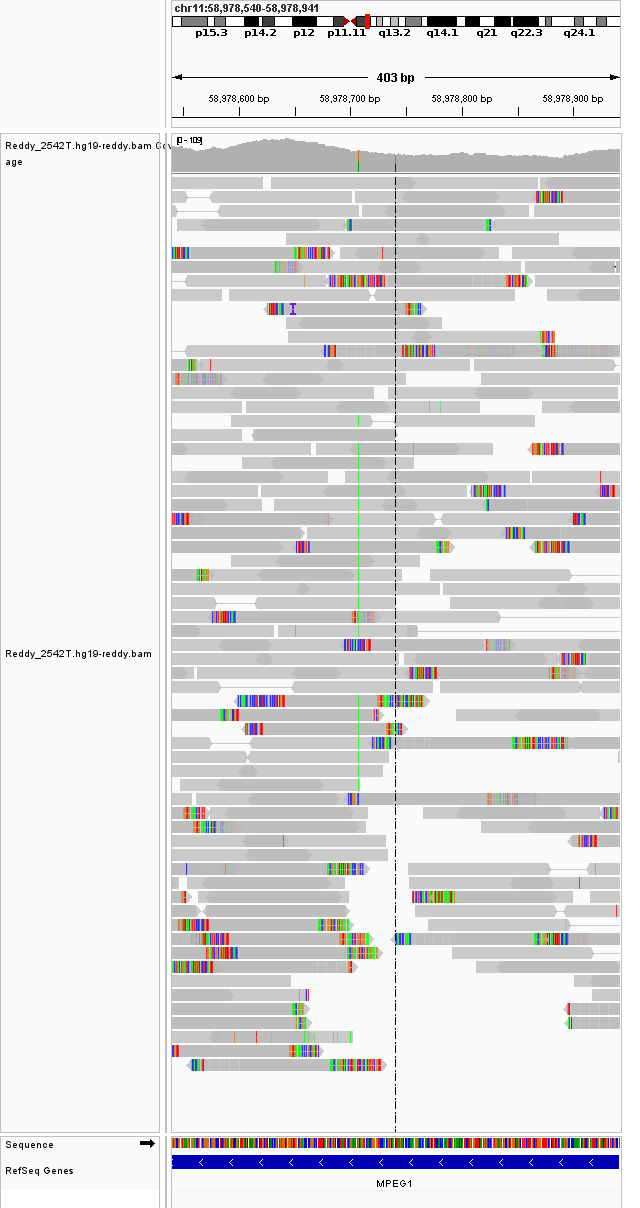 chr11:58,978,540-58,978,941
p15.3 p14.2 p12 p11.11 q13.2 q14.1 q21 q22.3 q24.1
403 bp
58,978,600 bp 58,978,700 bp 58,978,800 bp 58,978,900 bp
[0 - 109]
Reddy_2542T.hg19-reddy.bam Cov
age
Reddy_2542T.hg19-reddy.bam
Sequence
RefSeq Genes
MPEG1